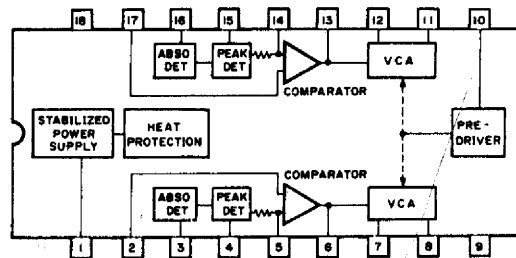 18 17 16 15 14 13 12 11 10
ABSO DET
PEAK DET
COMPARATOR
VCA
STABILIZED POWER SUPPLY
HEAT PROTECTION
PRE-DRIVER
COMPARATOR
ABSO DET
PEAK DET
VCA
1 2 3 4 5 6 7 8 9